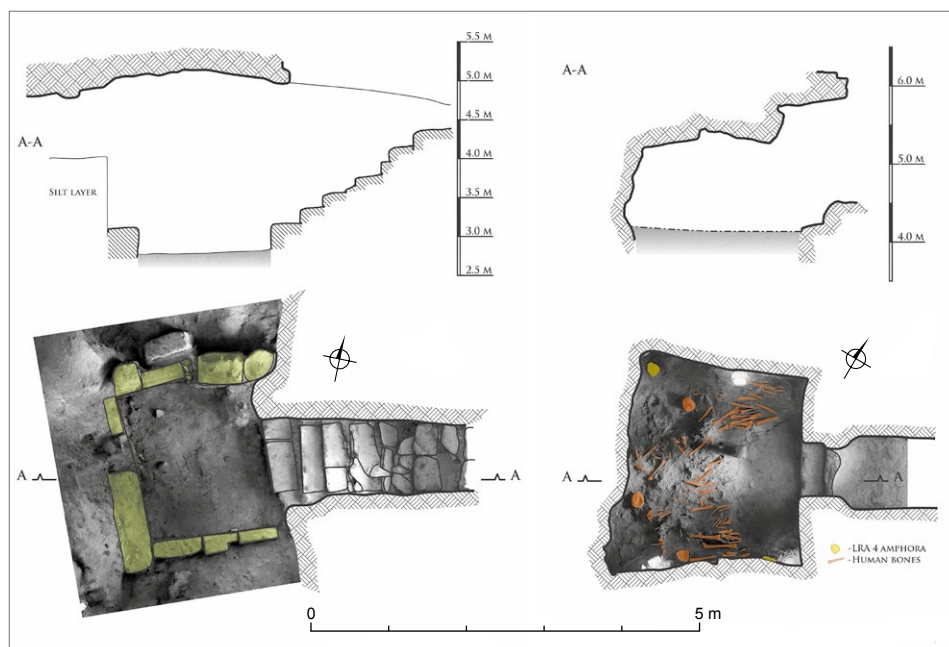 5.5 M
5.0 M
4.5 M
4.0 M
3.5 M
3.0 M
2.5 M
A-A
SILT LAYER
A-A
6.0 M
5.0 M
4.0 M
A
A
A
A
-LRA 4 AMPHORA
-HUMAN BONES
0
5 m